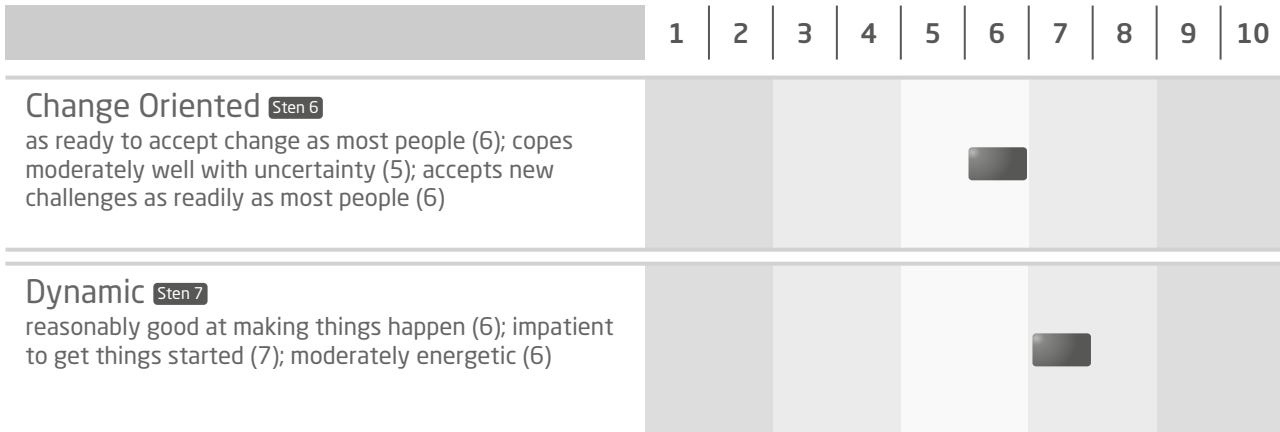 1 2 3 4 5 6 7 8 9 10
Change Oriented Sten 6
as ready to accept change as most people (6); copes
moderately well with uncertainty (5); accepts new
challenges as readily as most people (6)
Dynamic Sten 7
reasonably good at making things happen (6); impatient
to get things started (7); moderately energetic (6)